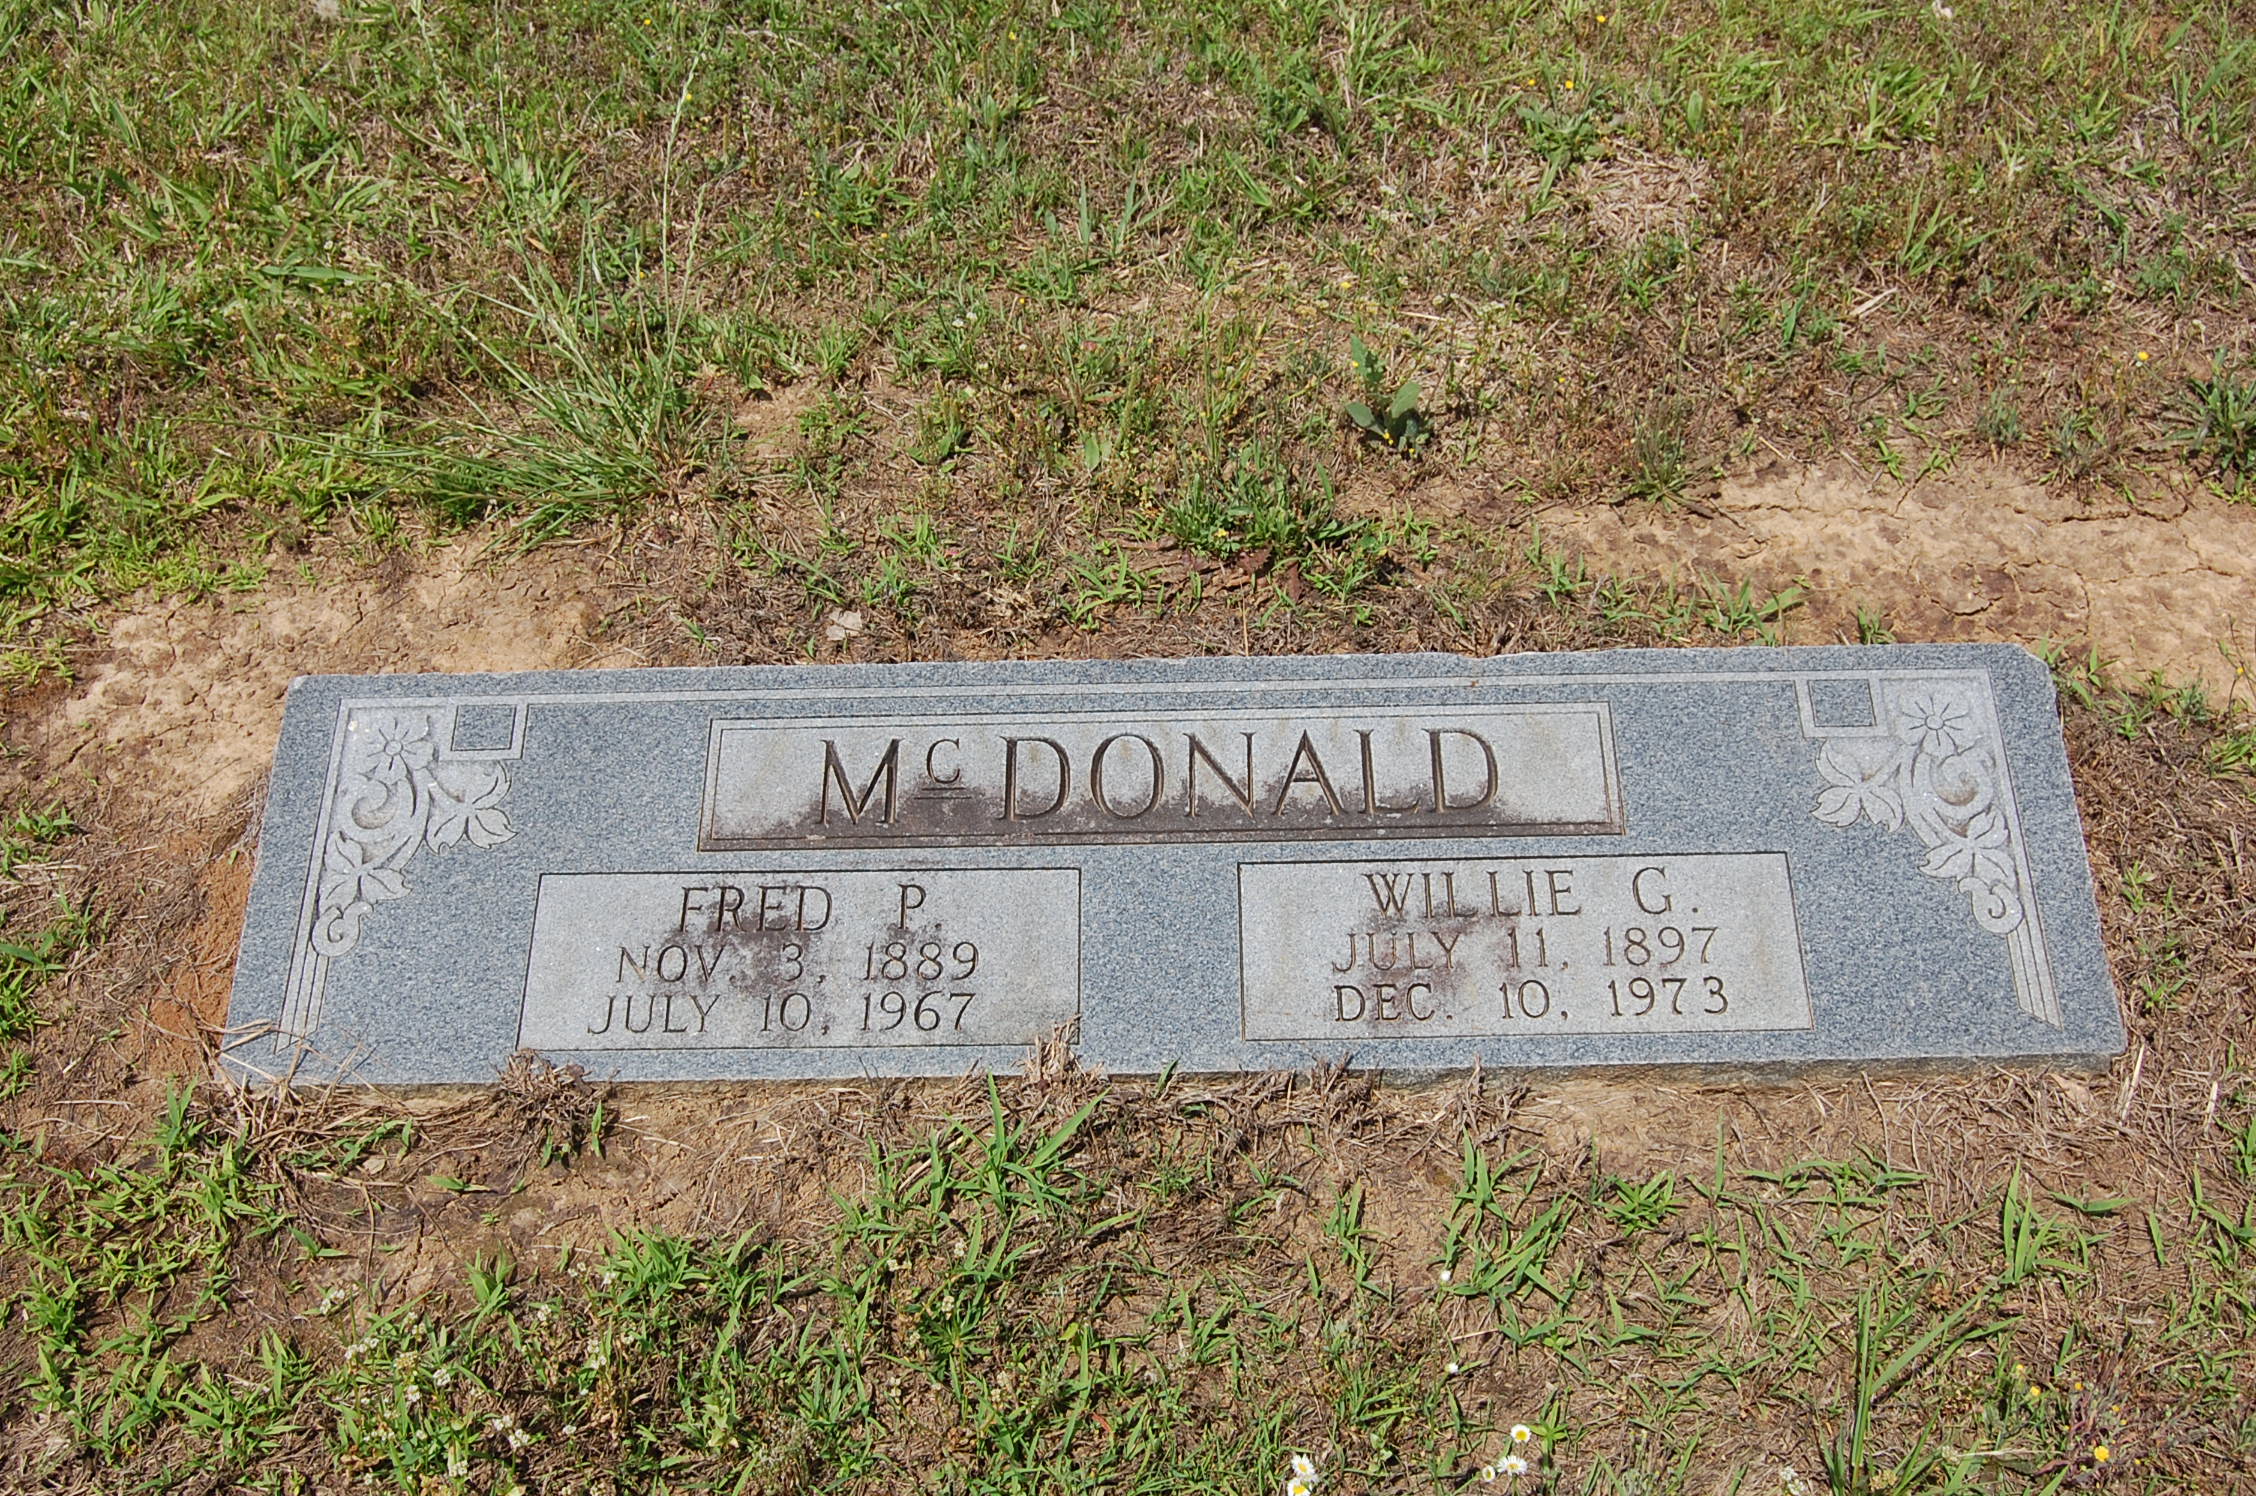 McDONALD
FRED P.
NOV. 3, 1889
JULY 10, 1967
WILLIE G.
JULY 11, 1897
DEC. 10, 1973